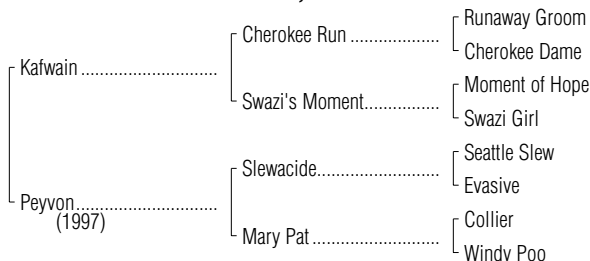 Runaway Groom
Cherokee Run ...................
Cherokee Dame
Kafwain .............................
Moment of Hope
Swazi's Moment................
Swazi Girl
Seattle Slew
Slewacide..........................
Evasive
Peyvon..............................
(1997)
Collier
Mary Pat ...........................
Windy Poo